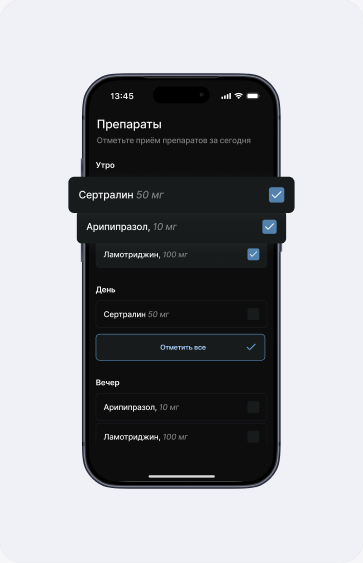 13:45
Препараты
Отметьте приём препаратов за сегодня
Утро
Сертралин 50 мг
Арипипразол, 10 мг
Ламотриджин, 100 мг
День
Сертралин 50 мг
Отметить все
Вечер
Арипипразол, 10 мг
Ламотриджин, 100 мг